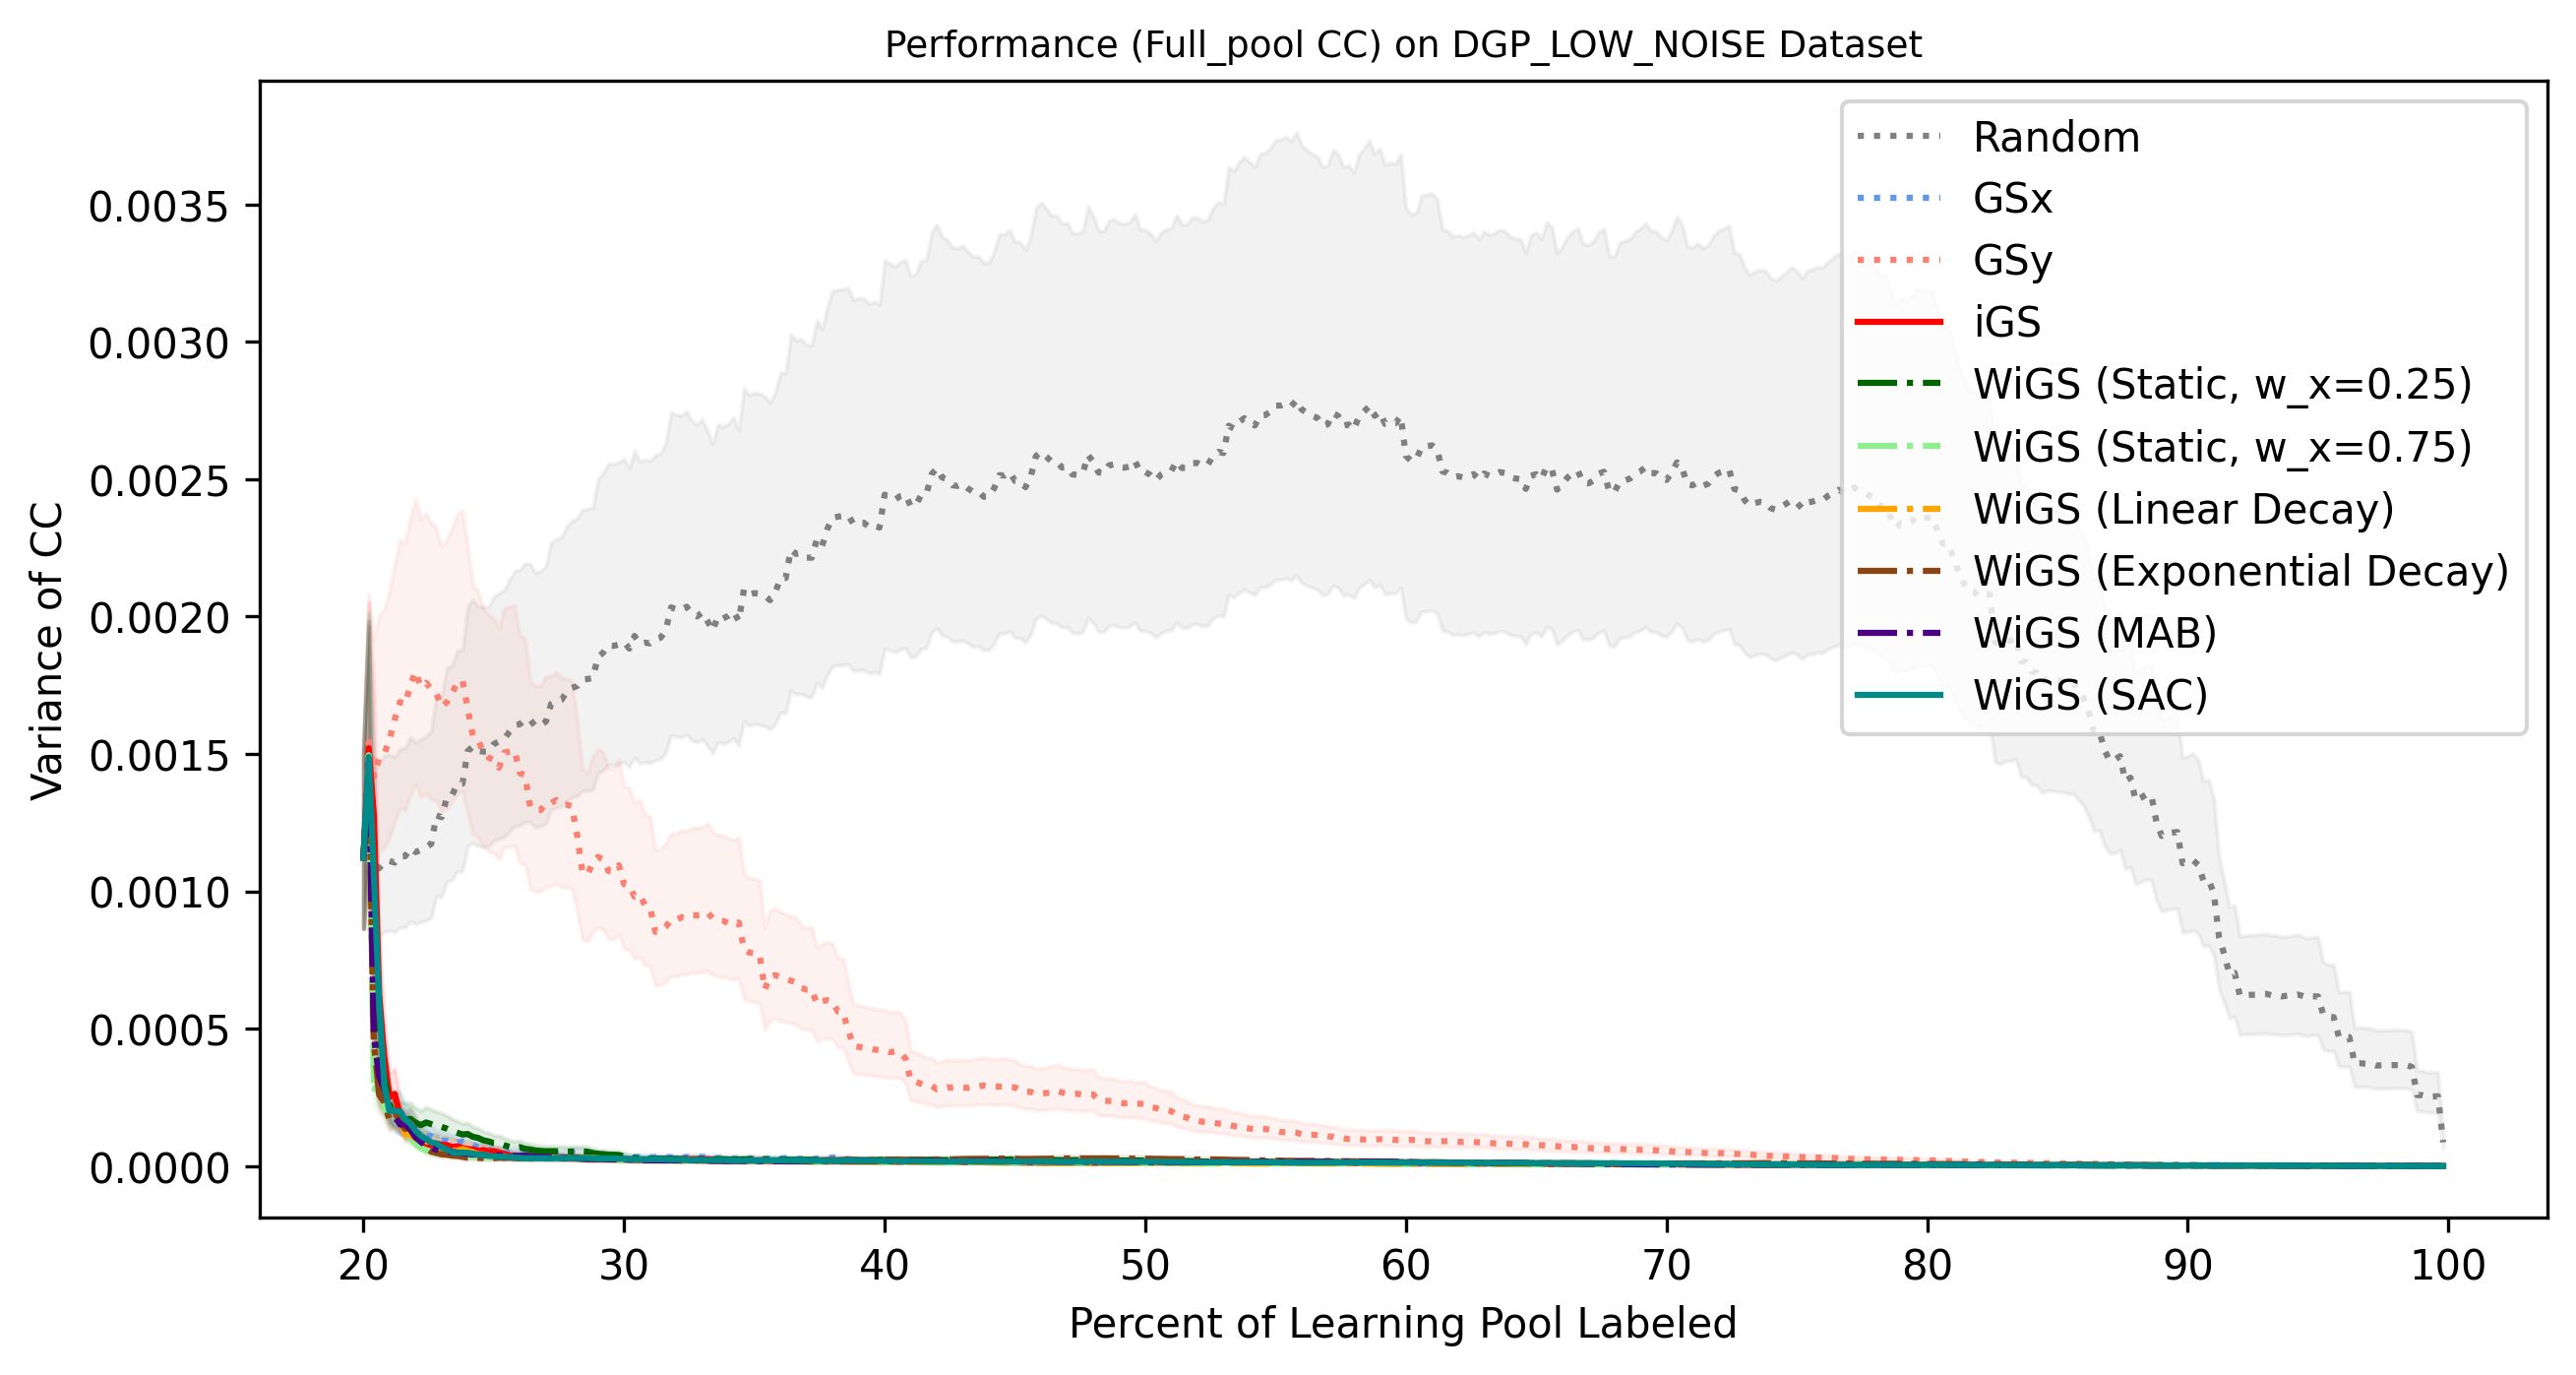 Performance (Full_pool CC) on DGP_LOW_NOISE Dataset
Variance of CC
0.0035
0.0030
0.0025
0.0020
0.0015
0.0010
0.0005
0.0000
Random
GSx
GSy
iGS
WiGS (Static, w_x=0.25)
WiGS (Static, w_x=0.75)
WiGS (Linear Decay)
WiGS (Exponential Decay)
WiGS (MAB)
WiGS (SAC)
20 30 40 50 60 70 80 90 100
Percent of Learning Pool Labeled